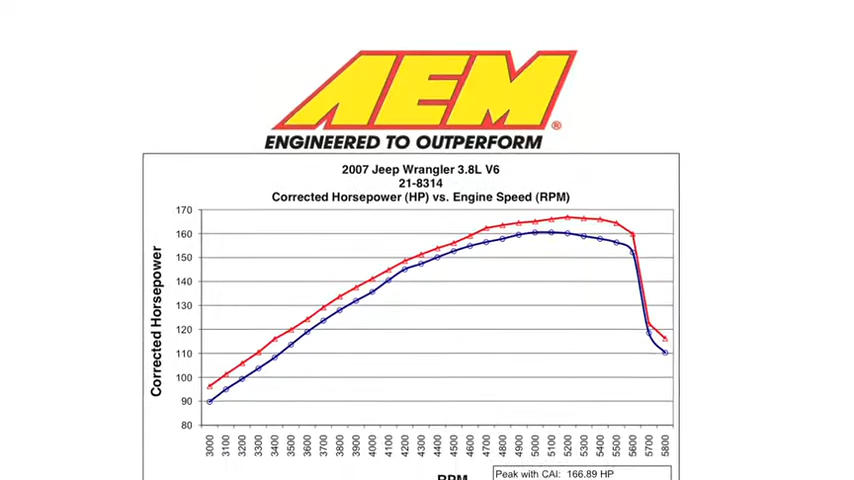 AEM®
ENGINEERED TO OUTPERFORM
2007 Jeep Wrangler 3.8L V6
21-8314
Corrected Horsepower (HP) vs. Engine Speed (RPM)
Corrected Horsepower
170
160
150
140
130
120
110
100
90
80
3000 3100 3200 3300 3400 3500 3600 3700 3800 3900 4000 4100 4200 4300 4400 4500 4600 4700 4800 4900 5000 5100 5200 5300 5400 5500 5600 5700 5800
RPM
Peak with CAI: 166.89 HP